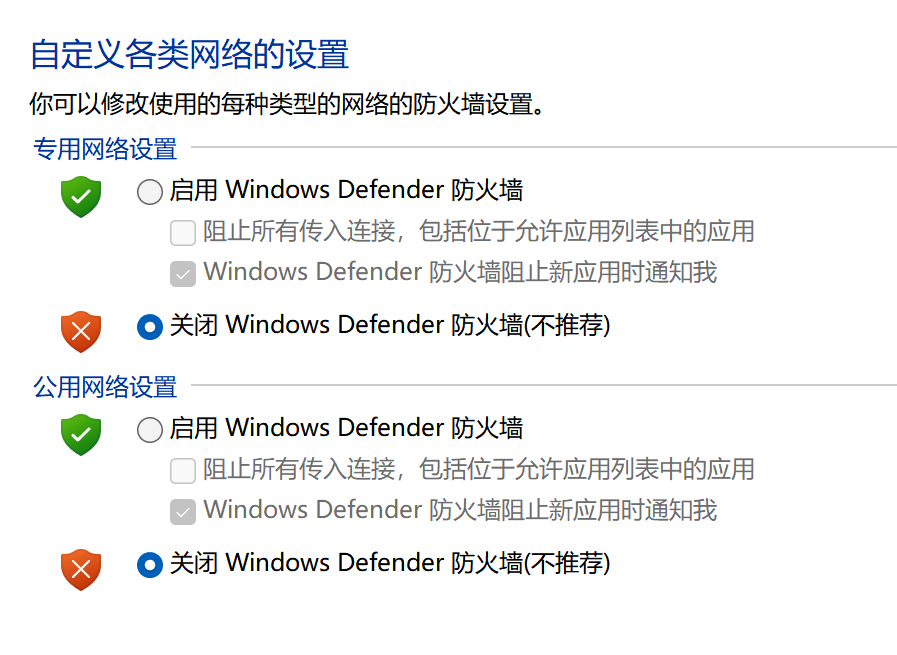 自定义各类网络的设置
你可以修改使用的每种类型的网络的防火墙设置。
专用网络设置
启用 Windows Defender 防火墙
阻止所有传入连接，包括位于允许应用列表中的应用
Windows Defender 防火墙阻止新应用时通知我
关闭 Windows Defender 防火墙(不推荐)
公用网络设置
启用 Windows Defender 防火墙
阻止所有传入连接，包括位于允许应用列表中的应用
Windows Defender 防火墙阻止新应用时通知我
关闭 Windows Defender 防火墙(不推荐)